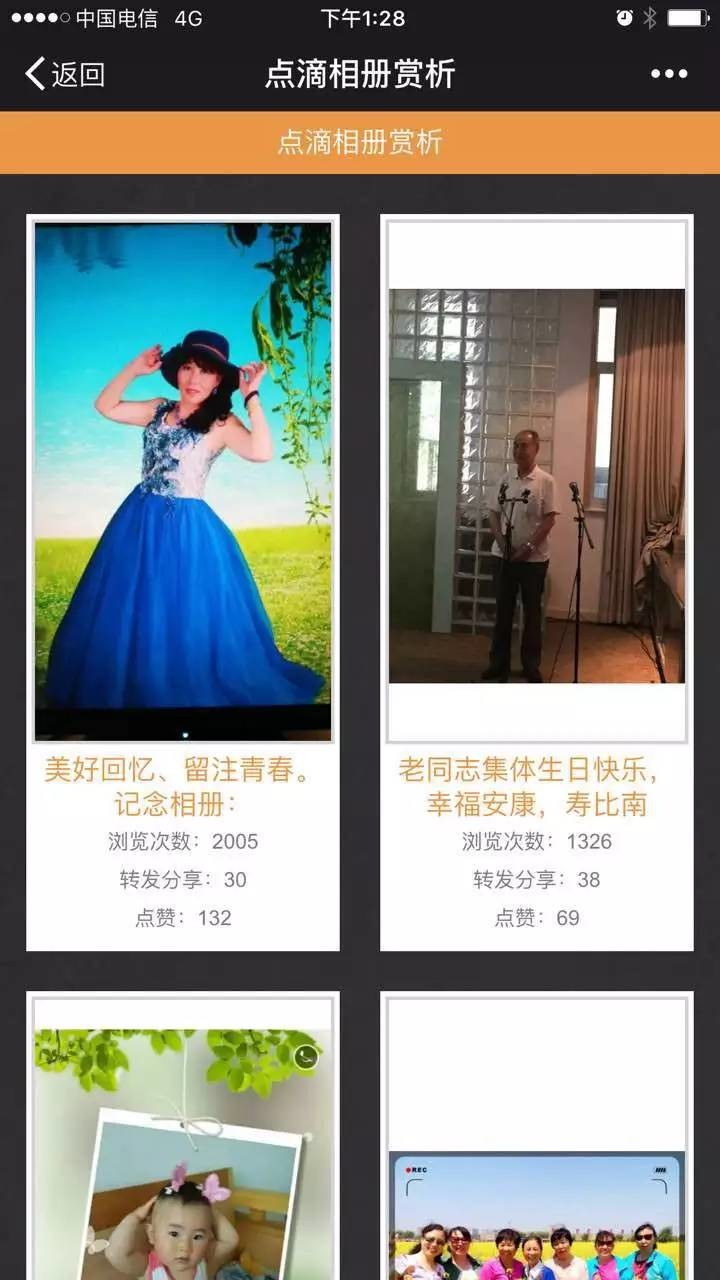 中国电信 4G 下午1:28
返回 点滴相册赏析
点滴相册赏析
美好回忆、留注青春。
记念相册：
浏览次数：2005
转发分享：30
点赞：132
老同志集体生日快乐，
幸福安康，寿比南
浏览次数：1326
转发分享：38
点赞：69
REC